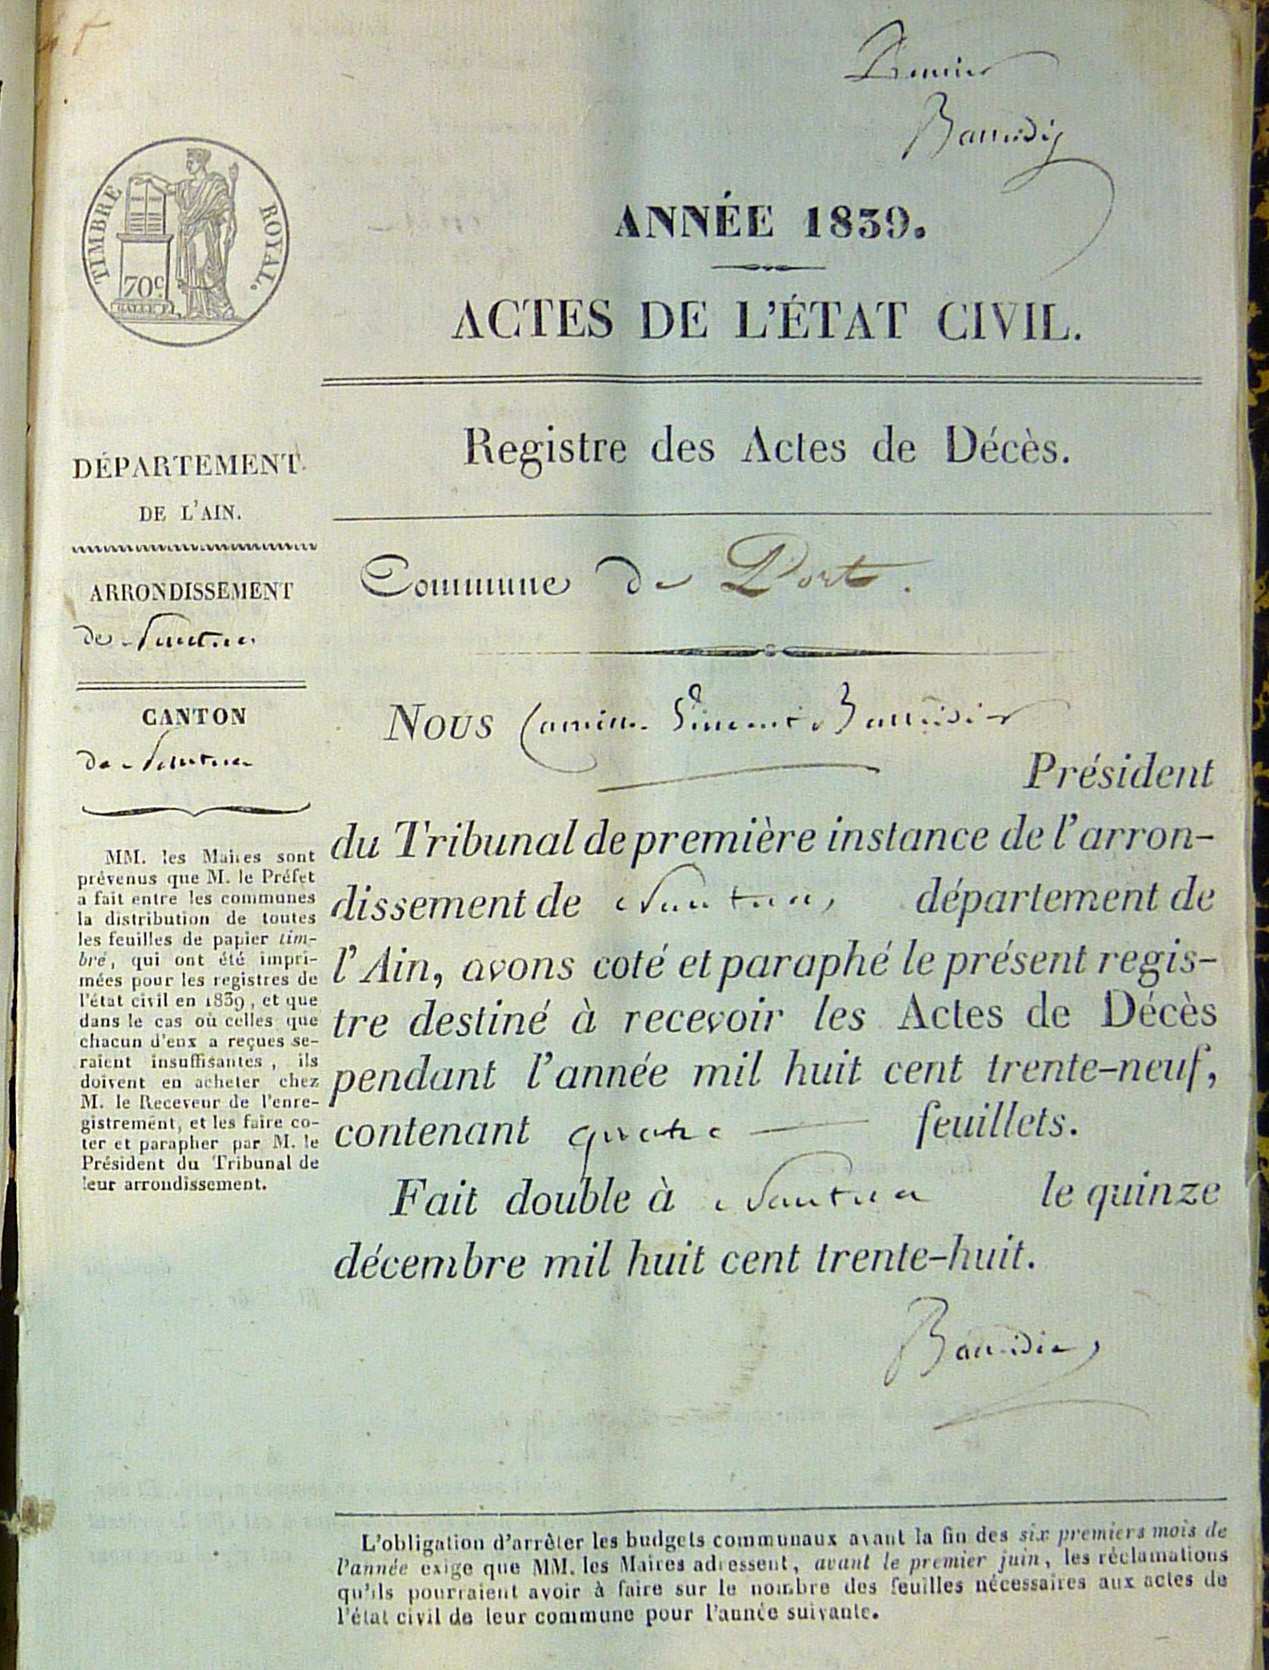 Premier
Baudier
TIMBRE ROYAL.
70c
ANNÉE 1839.
ACTES DE L'ÉTAT CIVIL.
Registre des Actes de Décès.
DÉPARTEMENT
DE L'AIN.
ARRONDISSEMENT
de Nantua
CANTON
de Nantua
MM. les Maires sont
prévenus que M. le Préfet
a fait entre les communes
la distribution de toutes
les feuilles de papier tim-
bré, qui ont été impri-
mées pour les registres de
l'état civil en 1839, et que
dans le cas où celles que
chacun d'eux a reçues se-
raient insuffisantes, ils
doivent en acheter chez
M. le Receveur de l'enre-
gistrement, et les faire co-
ter et parapher par M. le
Président du Tribunal de
leur arrondissement.
Commune de Port.
Nous Camille Baudier
Président
du Tribunal de première instance de l'arron-
dissement de Nantua, département de
l'Ain, avons coté et paraphé le présent regis-
tre destiné à recevoir les Actes de Décès
pendant l'année mil huit cent trente-neuf,
contenant quatre feuillets.
Fait double à Nantua le quinze
décembre mil huit cent trente-huit.
Baudier
L'obligation d'arrêter les budgets communaux avant la fin des six premiers mois de
l'année exige que MM. les Maires adressent, avant le premier juin, les réclamations
qu'ils pourraient avoir à faire sur le nombre des feuilles nécessaires aux actes de
l'état civil de leur commune pour l'année suivante.